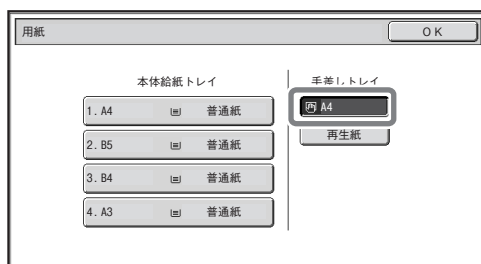 用紙
OK
本体給紙トレイ
1. A4 普通紙
2. B5 普通紙
3. B4 普通紙
4. A3 普通紙
手差しトレイ
A4
再生紙